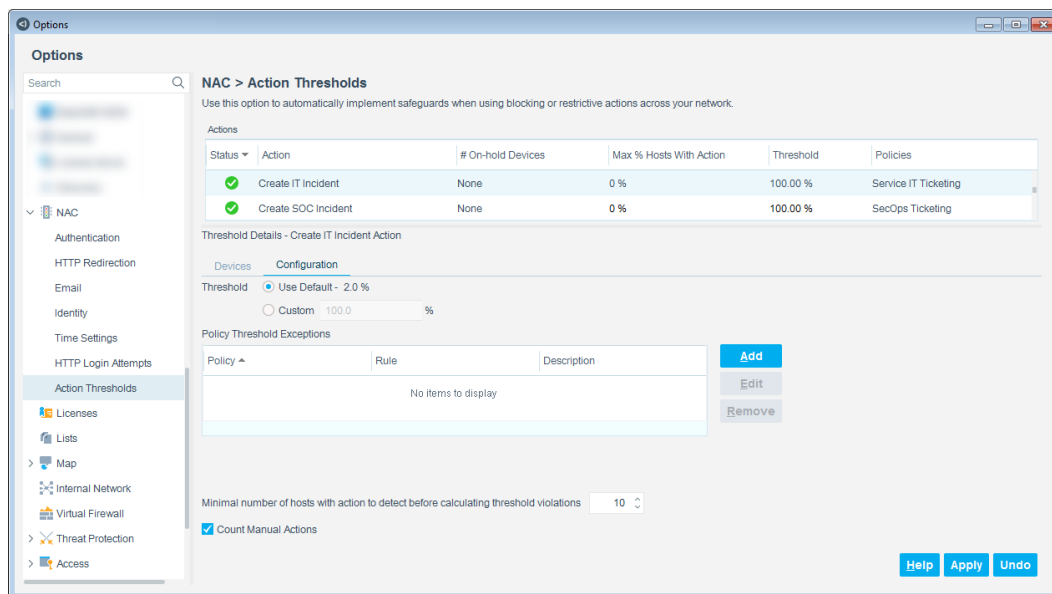 Options
Options
Search
NAC > Action Thresholds
Use this option to automatically implement safeguards when using blocking or restrictive actions across your network.
Actions
Status Action # On-hold Devices Max % Hosts With Action Threshold Policies
Create IT Incident None 0 % 100.00 % Service IT Ticketing
Create SOC Incident None 0 % 100.00 % SecOps Ticketing
NAC
Authentication
HTTP Redirection
Email
Identity
Time Settings
HTTP Login Attempts
Action Thresholds
Licenses
Lists
Map
Internal Network
Virtual Firewall
Threat Protection
Access
Threshold Details - Create IT Incident Action
Devices Configuration
Threshold Use Default - 2.0 %
Custom 100.0 %
Policy Threshold Exceptions
Policy Rule Description
No items to display
Add
Edit
Remove
Minimal number of hosts with action to detect before calculating threshold violations 10
Count Manual Actions
Help Apply Undo